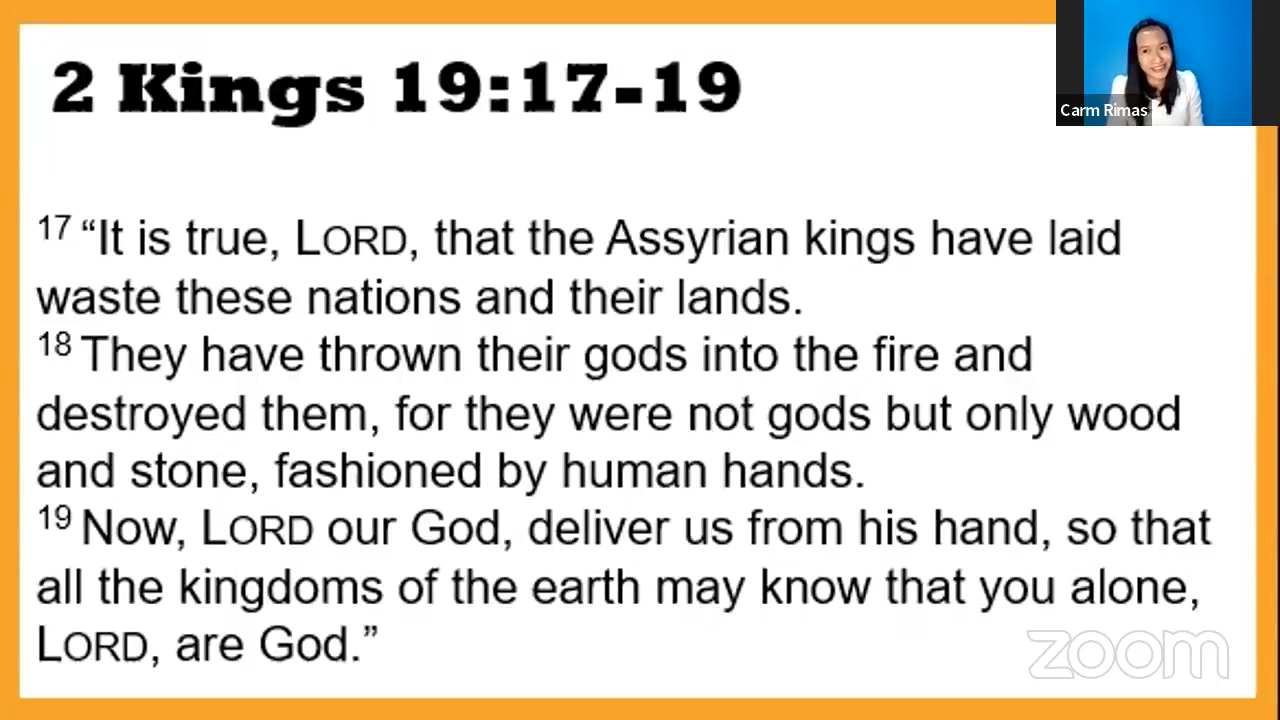 2 Kings 19:17-19
Carm Rimas
17 “It is true, LORD, that the Assyrian kings have laid
waste these nations and their lands.
18 They have thrown their gods into the fire and
destroyed them, for they were not gods but only wood
and stone, fashioned by human hands.
19 Now, LORD our God, deliver us from his hand, so that
all the kingdoms of the earth may know that you alone,
LORD, are God.”
zoom